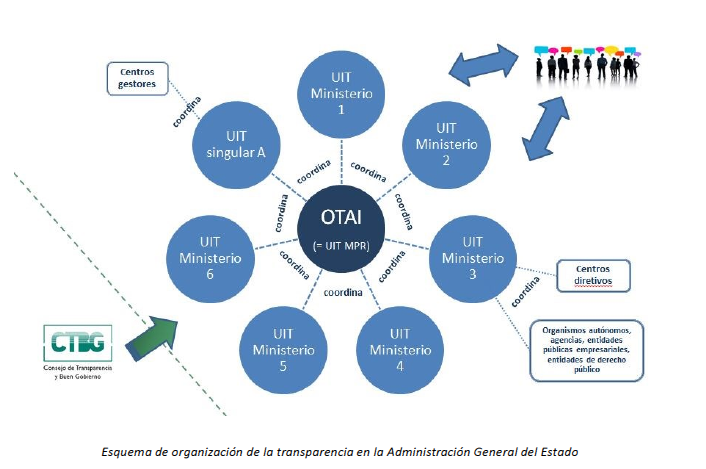 Centros
gestores
coordina
UIT
Ministerio
1
UIT
singular A
UIT
Ministerio
2
coordina
coordina
coordina
coordina
OTAI
(= UIT MPR)
UIT
Ministerio
6
UIT
Ministerio
3
coordina
coordina
coordina
Centros
diretivos
coordina
UIT
Ministerio
5
UIT
Ministerio
4
Organismos autónomos,
agencias, entidades
públicas empresariales,
entidades de derecho
público
CTBG
Consejo de Transparencia
y Buen Gobierno
Esquema de organización de la transparencia en la Administración General del Estado